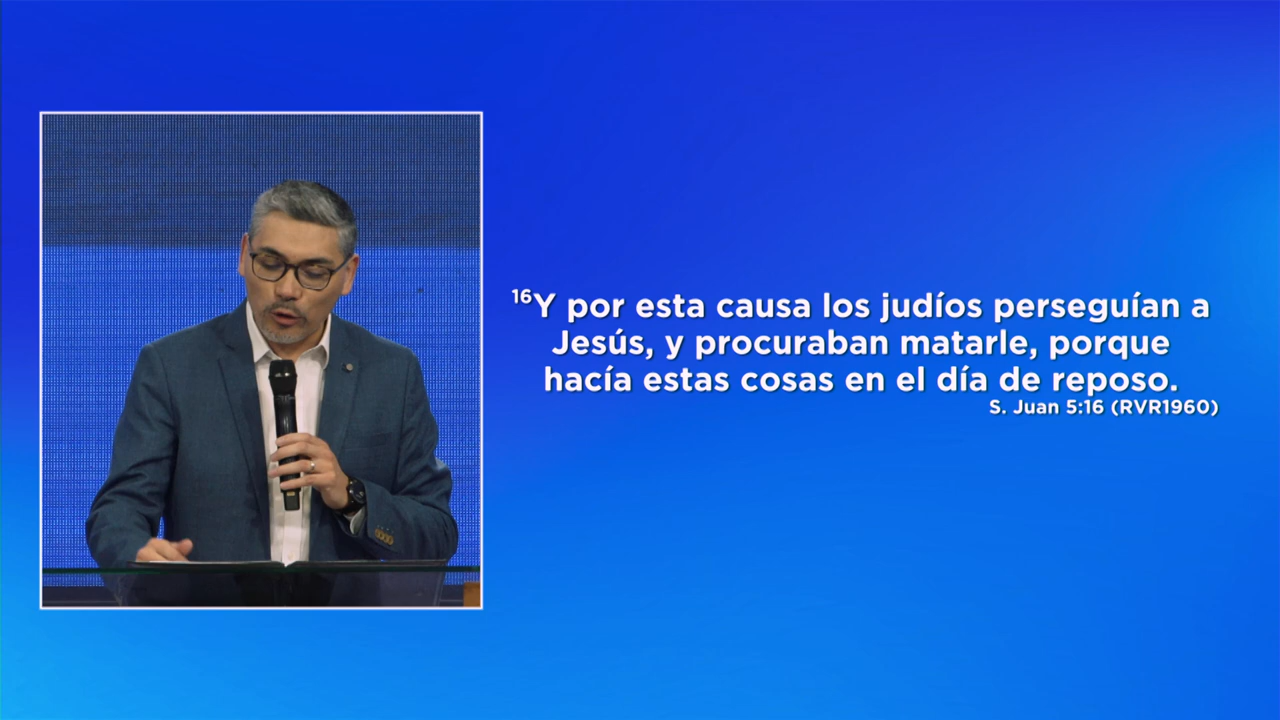 ¹⁶Y por esta causa los judíos perseguían a
Jesús, y procuraban matarle, porque
hacía estas cosas en el día de reposo.
S. Juan 5:16 (RVR1960)